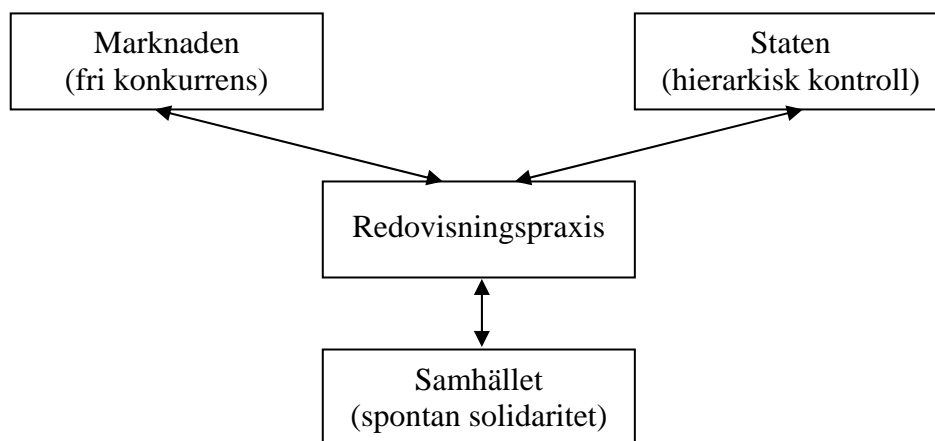 Marknaden
(fri konkurrens)
Staten
(hierarkisk kontroll)
Redovisningspraxis
Samhället
(spontan solidaritet)